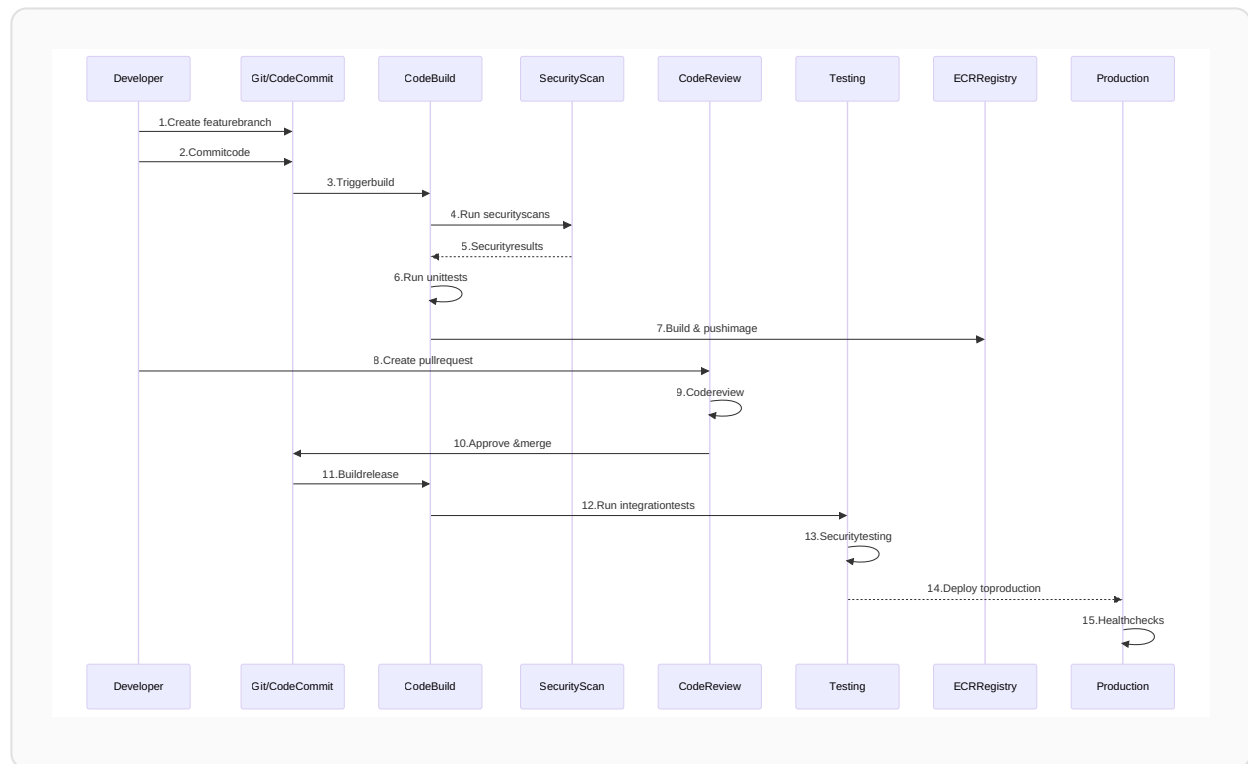 Developer
Git/CodeCommit
CodeBuild
SecurityScan
CodeReview
Testing
ECRRegistry
Production
1.Create featurebranch
2.Commitcode
3.Triggerbuild
4.Run securityscans
5.Securityresults
6.Run unittests
7.Build & pushimage
8.Create pullrequest
9.Codereview
10.Approve &merge
11.Buildrelease
12.Run integrationtests
13.Securitytesting
14.Deploy toproduction
15.Healthchecks
Developer
Git/CodeCommit
CodeBuild
SecurityScan
CodeReview
Testing
ECRRegistry
Production